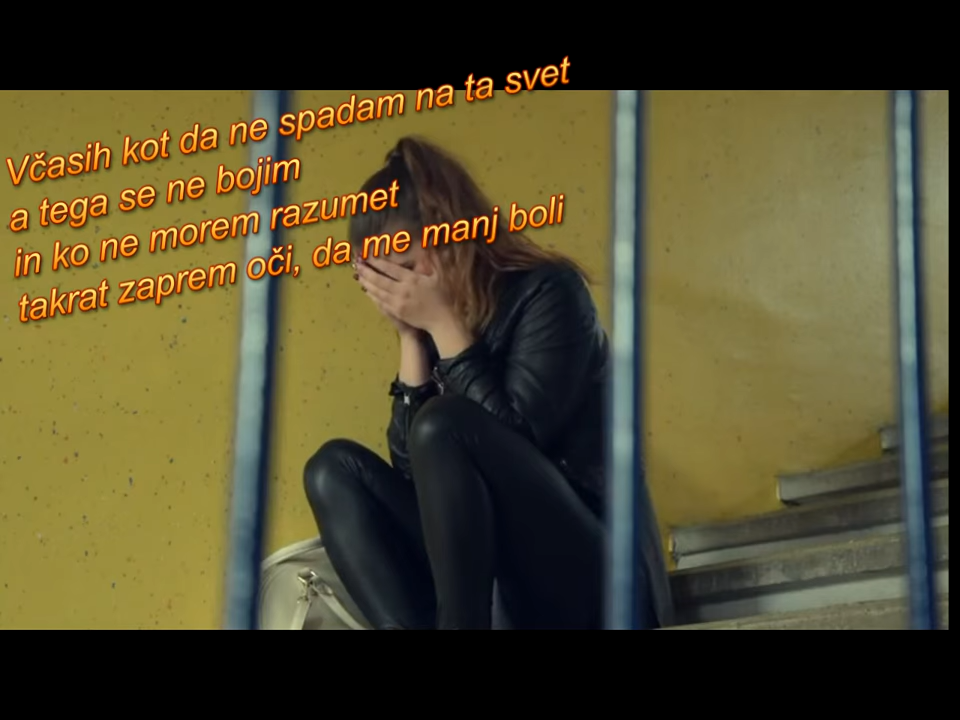 Včasih kot da ne spadam na ta svet
a tega se ne bojim
in ko ne morem razumet
takrat zaprem oči, da me manj boli